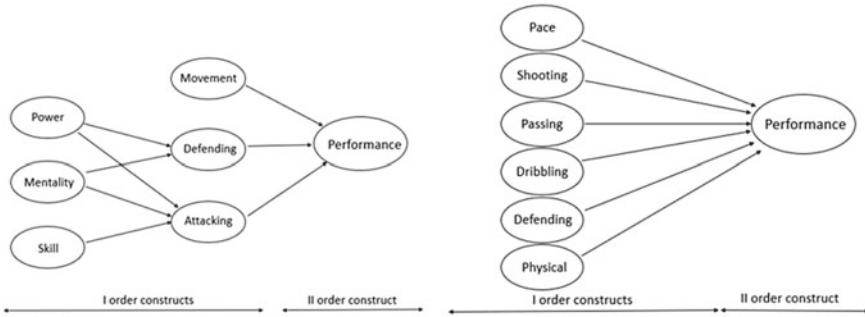 Movement
Power
Defending
Performance
Mentality
Attacking
Skill
I order constructs
II order construct
Pace
Shooting
Passing
Performance
Dribbling
Defending
Physical
I order constructs
II order construct